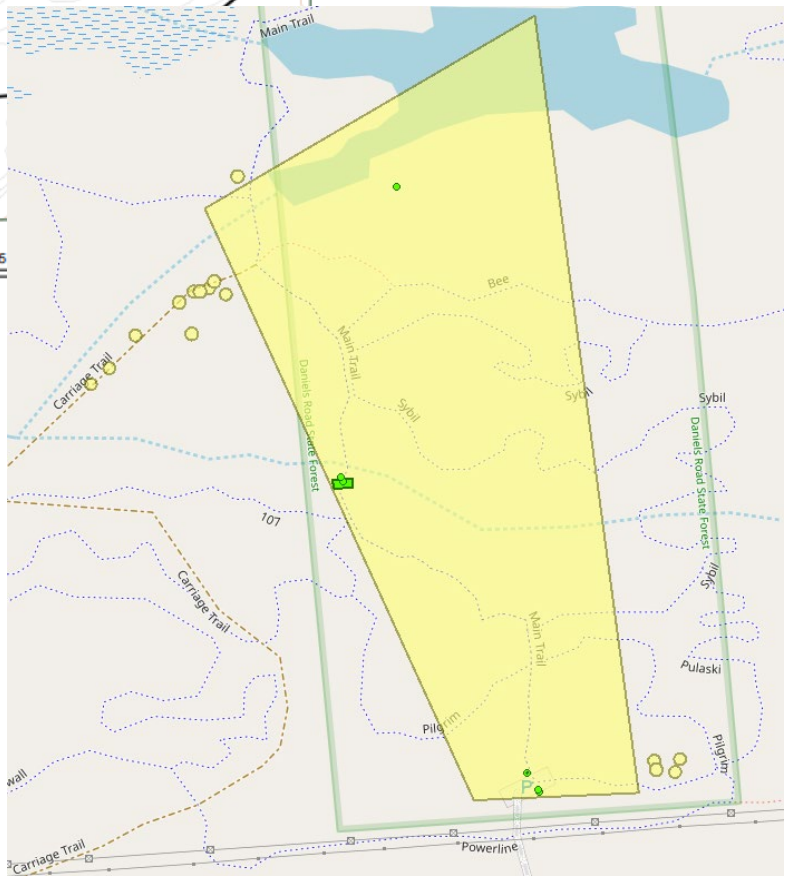 Main Trail
5
Bee
Main Trail
Carriage Trail
Sybil
Sybil
Sybil
Daniels Road State Forest
Daniels Road State Forest
107
Sybil
Carriage Trail
Main Trail
Pulaski
Pilgrim
Pilgrim
wall
P
Powerline
Carriage Trail